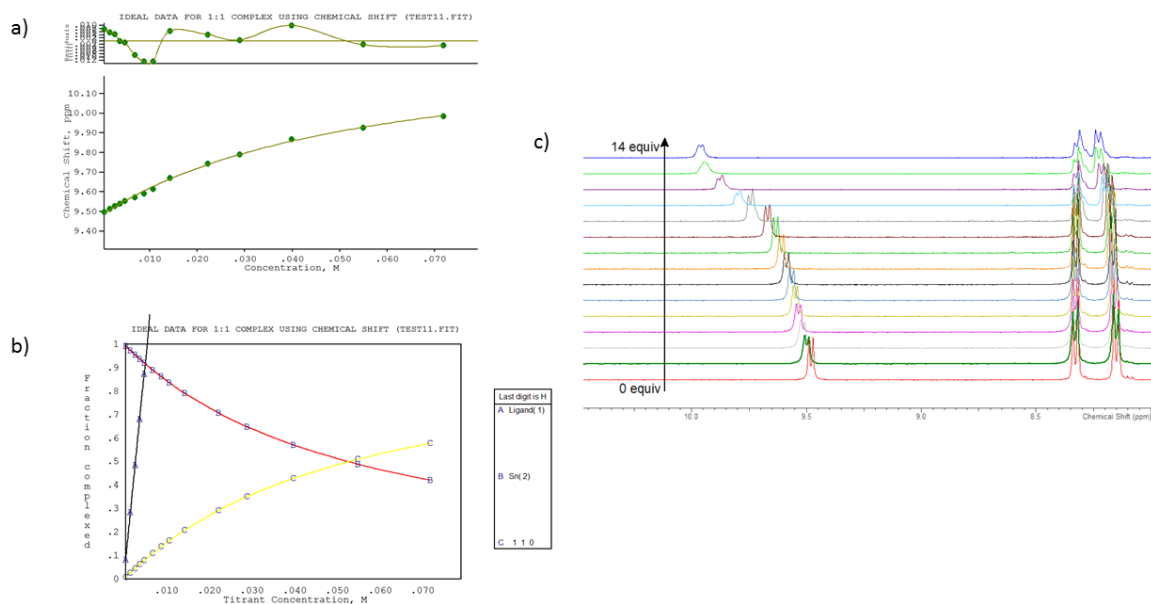 a)
IDEAL DATA FOR 1:1 COMPLEX USING CHEMICAL SHIFT (TEST11.FIT)
.010
.012
10.10
10.00
9.90
9.80
9.70
9.60
9.50
9.40
Chemical Shift, ppm
.010 .020 .030 .040 .050 .060 .070
Concentration, M
b)
IDEAL DATA FOR 1:1 COMPLEX USING CHEMICAL SHIFT (TEST11.FIT)
1
.9
.8
.7
.6
.5
.4
.3
.2
.1
0
Fraction complexed
.010 .020 .030 .040 .050 .060 .070
Titrant Concentration, M
Last digit is H
A Ligand(1)
B Sn(2)
C 1 1 0
c)
14 equiv
0 equiv
10.0 9.5 9.0 8.5
Chemical Shift (ppm)